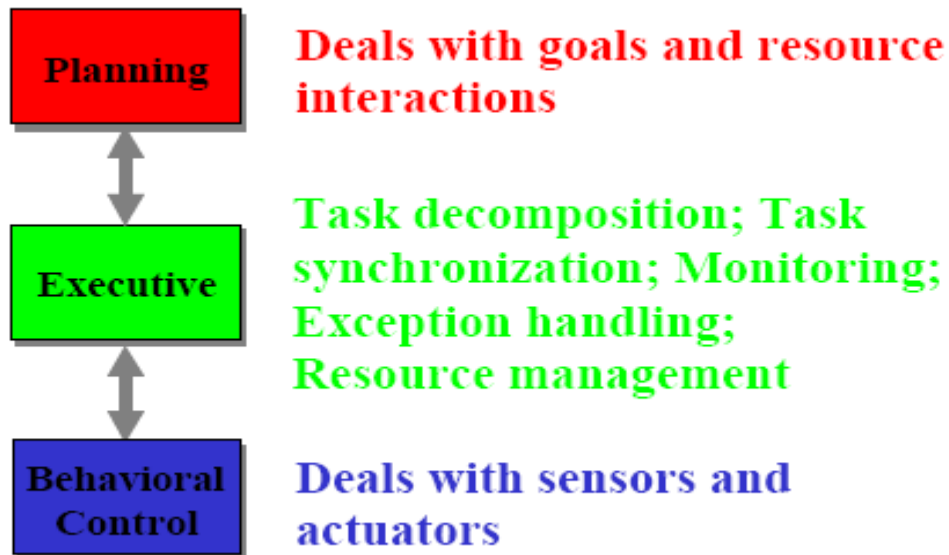 Planning
Deals with goals and resource
interactions
Executive
Task decomposition; Task
synchronization; Monitoring;
Exception handling;
Resource management
Behavioral
Control
Deals with sensors and
actuators